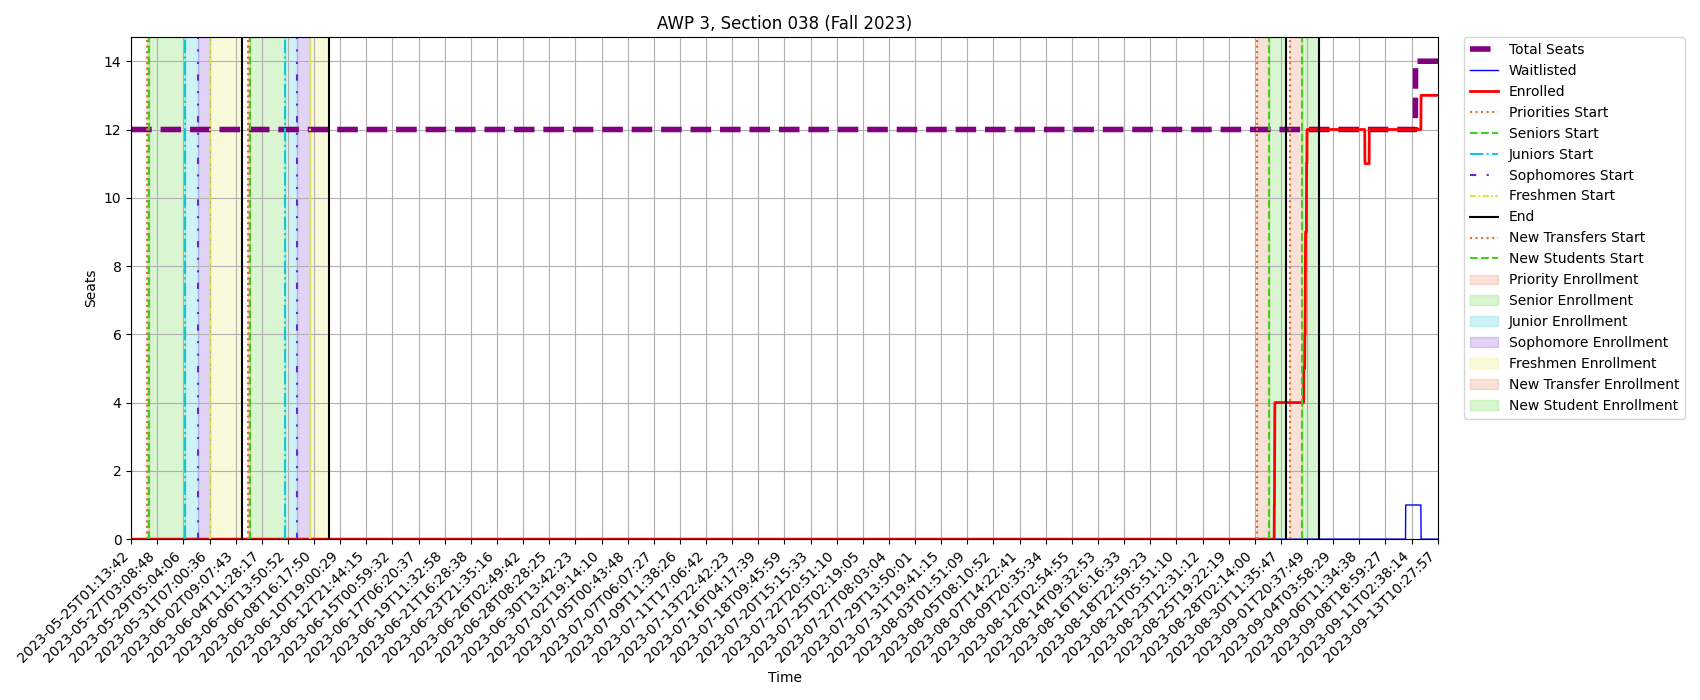 AWP 3, Section 038 (Fall 2023)
Seats
14
12
10
8
6
4
2
0
2023-05-25T01:13:42
2023-05-27T03:08:48
2023-05-29T05:04:06
2023-05-31T07:00:36
2023-06-02T09:07:43
2023-06-04T11:28:17
2023-06-06T13:50:52
2023-06-08T16:17:50
2023-06-10T19:00:29
2023-06-12T21:44:15
2023-06-15T00:59:32
2023-06-17T06:20:37
2023-06-19T11:32:58
2023-06-21T16:28:38
2023-06-23T21:35:16
2023-06-26T02:49:42
2023-06-28T08:28:25
2023-06-30T13:42:23
2023-07-02T19:14:10
2023-07-05T00:43:48
2023-07-07T06:07:27
2023-07-09T11:38:26
2023-07-11T17:06:42
2023-07-13T22:42:23
2023-07-16T04:17:39
2023-07-18T09:45:59
2023-07-20T15:15:33
2023-07-22T20:51:10
2023-07-25T02:19:05
2023-07-27T08:03:04
2023-07-29T13:50:01
2023-07-31T19:41:15
2023-08-03T01:51:09
2023-08-05T08:10:52
2023-08-07T14:22:41
2023-08-09T20:35:34
2023-08-12T02:54:55
2023-08-14T09:32:53
2023-08-16T16:16:33
2023-08-18T22:59:23
2023-08-21T05:51:10
2023-08-23T12:31:12
2023-08-25T19:22:19
2023-08-28T02:14:00
2023-08-30T11:35:47
2023-09-01T20:37:49
2023-09-04T03:58:29
2023-09-06T11:34:38
2023-09-08T18:59:27
2023-09-11T02:38:14
2023-09-13T10:27:57
Time
Total Seats
Waitlisted
Enrolled
Priorities Start
Seniors Start
Juniors Start
Sophomores Start
Freshmen Start
End
New Transfers Start
New Students Start
Priority Enrollment
Senior Enrollment
Junior Enrollment
Sophomore Enrollment
Freshmen Enrollment
New Transfer Enrollment
New Student Enrollment